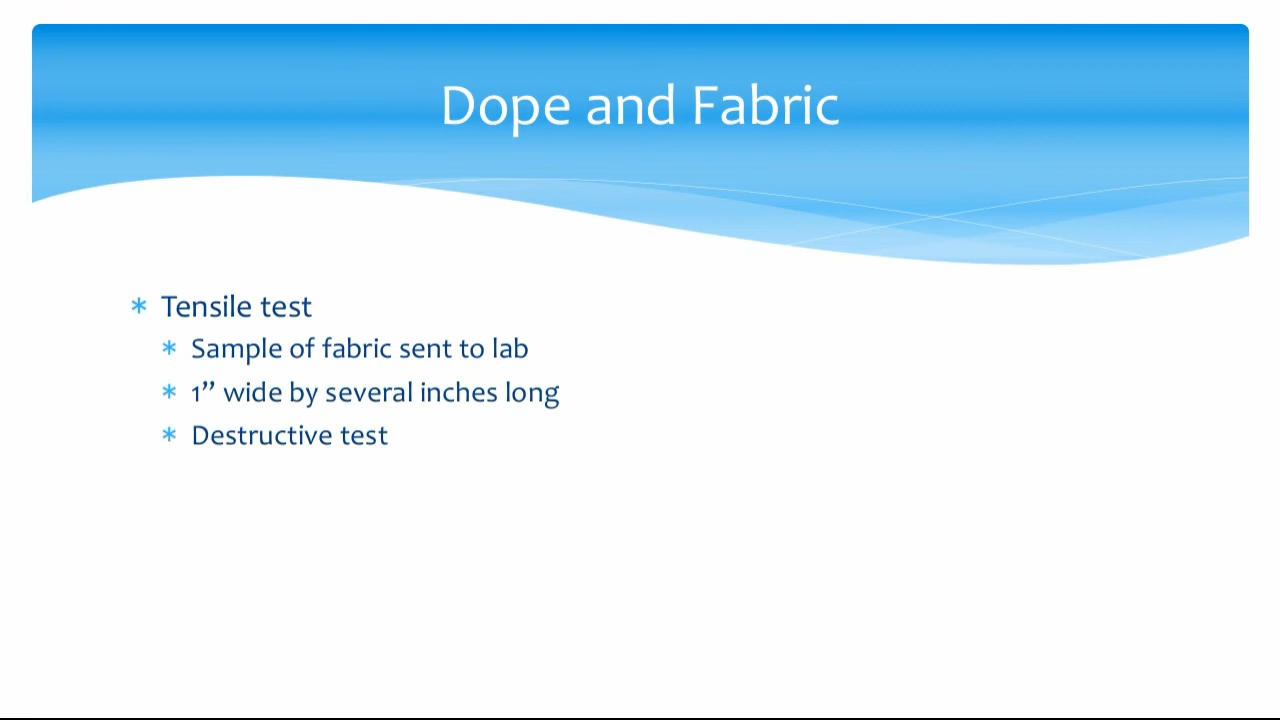 Dope and Fabric
* Tensile test
* Sample of fabric sent to lab
* 1” wide by several inches long
* Destructive test